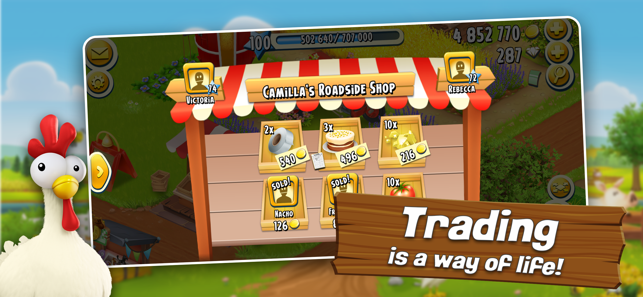 100
502 640/ 707 000
4 852 770
287
74
Victoria
Camilla's Roadside Shop
72
Rebecca
2x
540
3x
496
10x
216
SOLD!
Nacho
126
SOLD!
10x
Trading
is a way of life!